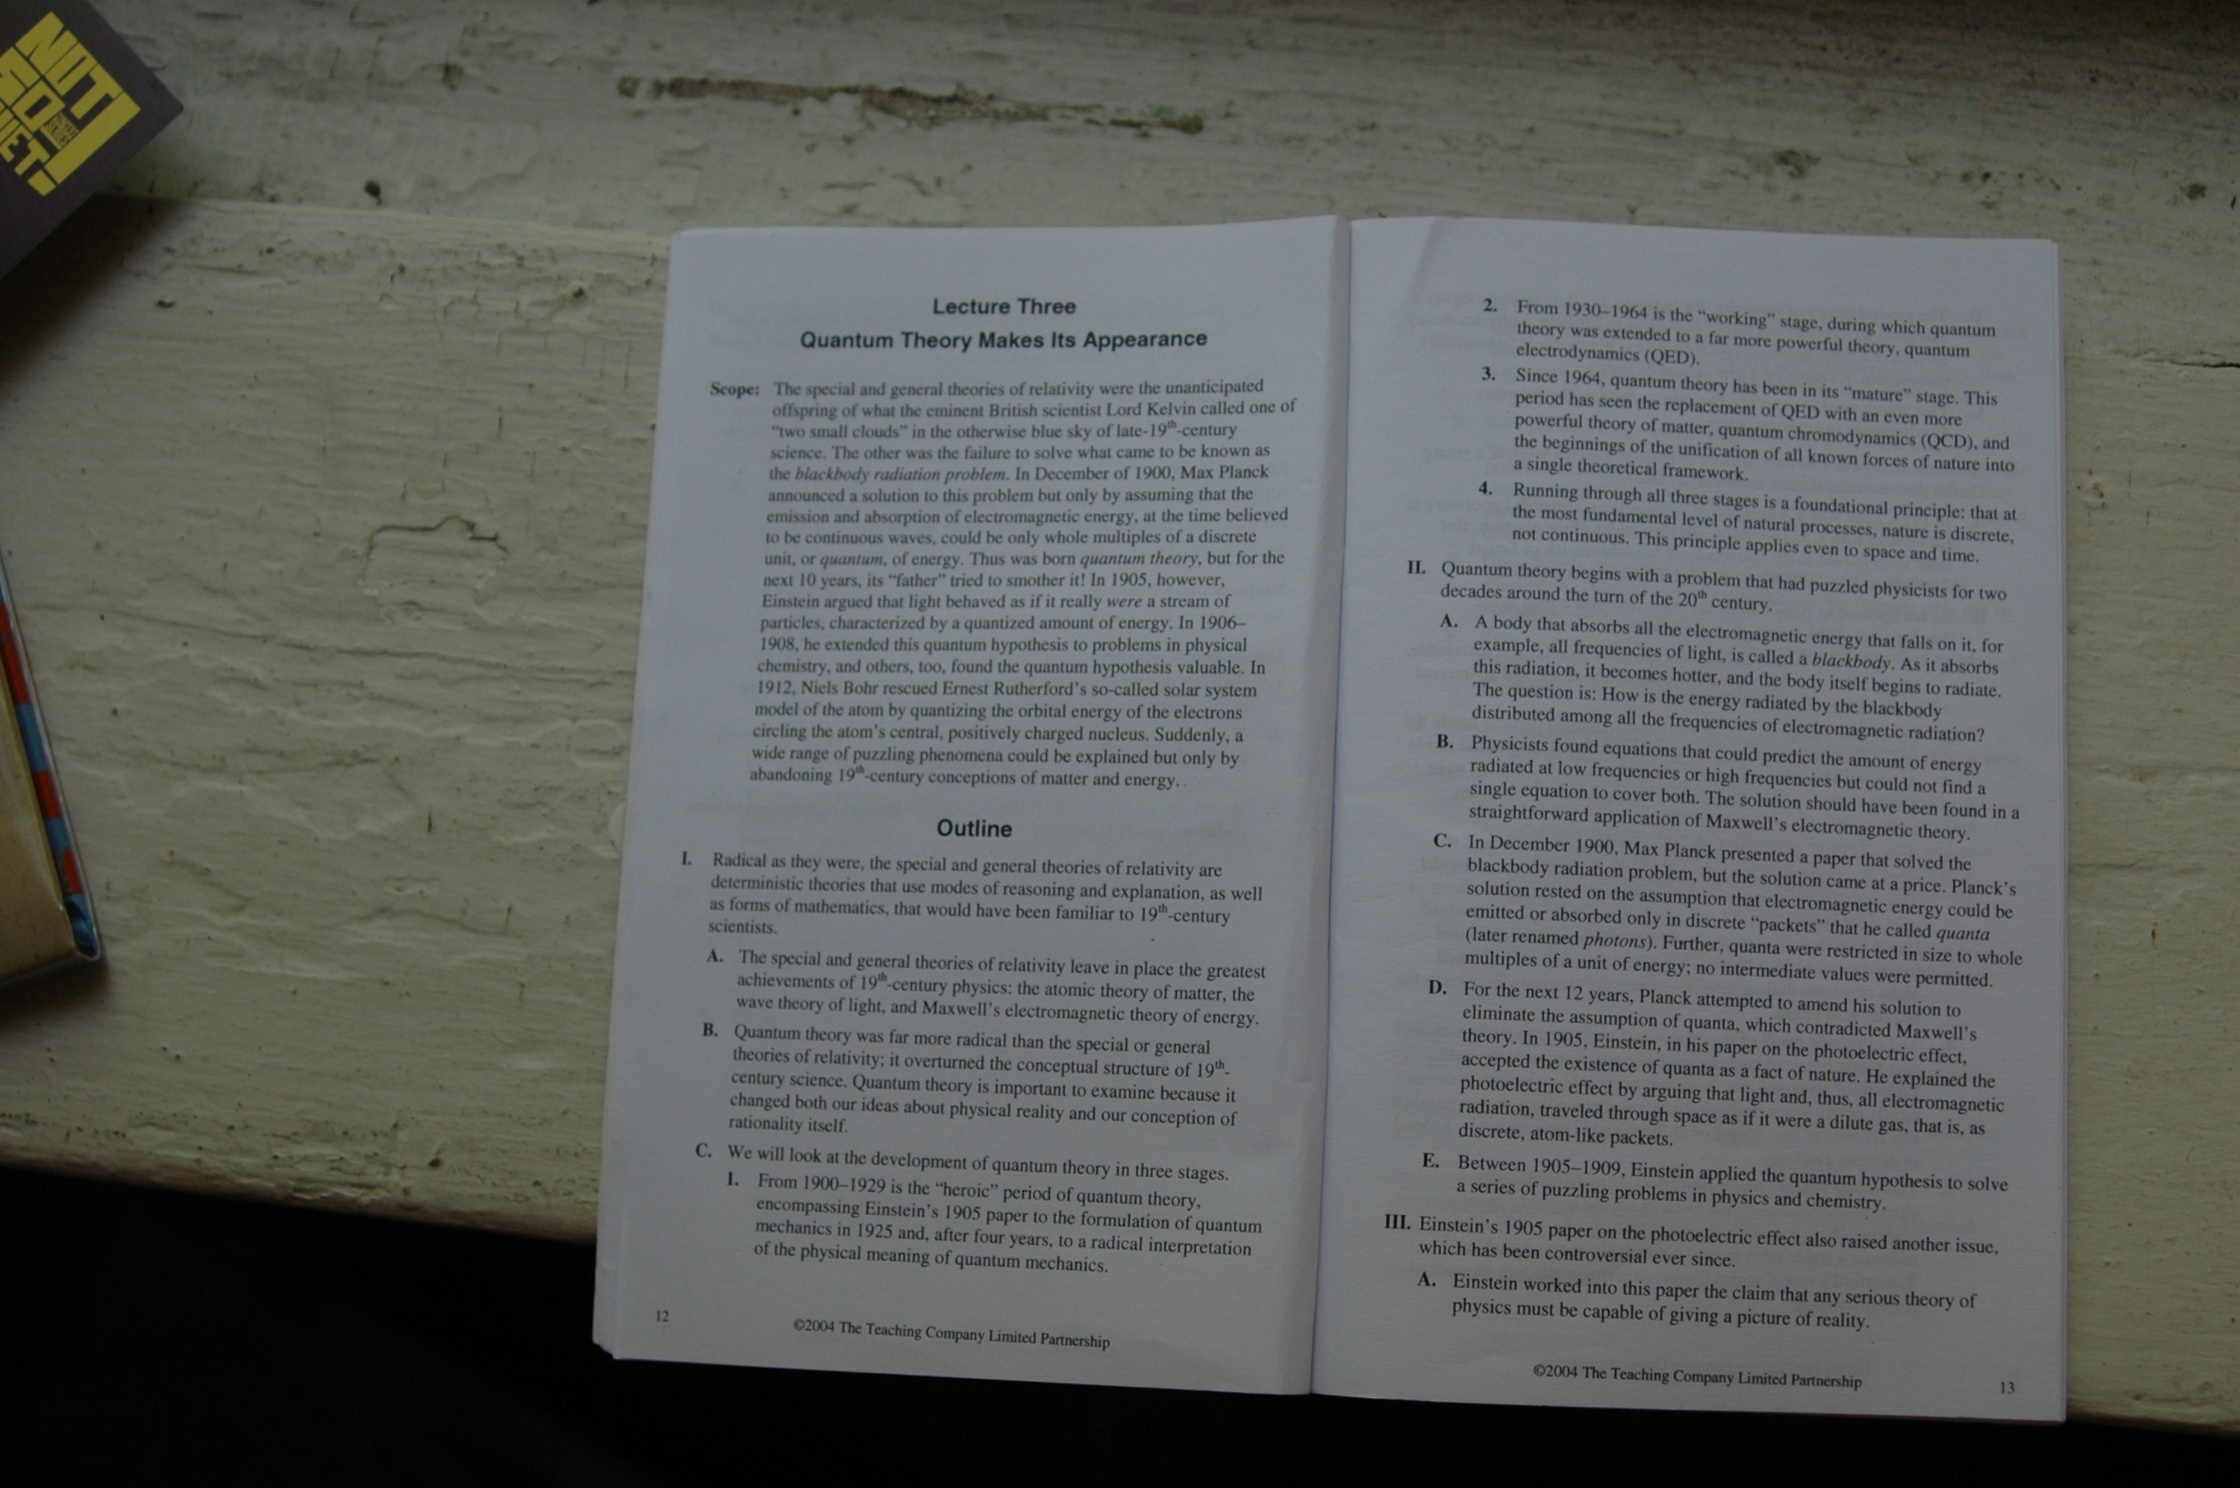 NOT
SO
QUIET!
Lecture Three
Quantum Theory Makes Its Appearance
Scope: The special and general theories of relativity were the unanticipated
offspring of what the eminent British scientist Lord Kelvin called one of
“two small clouds” in the otherwise blue sky of late-19th-century
science. The other was the failure to solve what came to be known as
the blackbody radiation problem. In December of 1900, Max Planck
announced a solution to this problem but only by assuming that the
emission and absorption of electromagnetic energy, at the time believed
to be continuous waves, could be only whole multiples of a discrete
unit, or quantum, of energy. Thus was born quantum theory, but for the
next 10 years, its “father” tried to smother it! In 1905, however,
Einstein argued that light behaved as if it really were a stream of
particles, characterized by a quantized amount of energy. In 1906–
1908, he extended this quantum hypothesis to problems in physical
chemistry, and others, too, found the quantum hypothesis valuable. In
1912, Niels Bohr rescued Ernest Rutherford’s so-called solar system
model of the atom by quantizing the orbital energy of the electrons
circling the atom’s central, positively charged nucleus. Suddenly, a
wide range of puzzling phenomena could be explained but only by
abandoning 19th-century conceptions of matter and energy.
Outline
I. Radical as they were, the special and general theories of relativity are
deterministic theories that use modes of reasoning and explanation, as well
as forms of mathematics, that would have been familiar to 19th-century
scientists.
A. The special and general theories of relativity leave in place the greatest
achievements of 19th-century physics: the atomic theory of matter, the
wave theory of light, and Maxwell’s electromagnetic theory of energy.
B. Quantum theory was far more radical than the special or general
theories of relativity; it overturned the conceptual structure of 19th-
century science. Quantum theory is important to examine because it
changed both our ideas about physical reality and our conception of
rationality itself.
C. We will look at the development of quantum theory in three stages.
1. From 1900–1929 is the “heroic” period of quantum theory,
encompassing Einstein’s 1905 paper to the formulation of quantum
mechanics in 1925 and, after four years, to a radical interpretation
of the physical meaning of quantum mechanics.
12
©2004 The Teaching Company Limited Partnership
2. From 1930–1964 is the “working” stage, during which quantum
theory was extended to a far more powerful theory, quantum
electrodynamics (QED).
3. Since 1964, quantum theory has been in its “mature” stage. This
period has seen the replacement of QED with an even more
powerful theory of matter, quantum chromodynamics (QCD), and
the beginnings of the unification of all known forces of nature into
a single theoretical framework.
4. Running through all three stages is a foundational principle: that at
the most fundamental level of natural processes, nature is discrete,
not continuous. This principle applies even to space and time.
II. Quantum theory begins with a problem that had puzzled physicists for two
decades around the turn of the 20th century.
A. A body that absorbs all the electromagnetic energy that falls on it, for
example, all frequencies of light, is called a blackbody. As it absorbs
this radiation, it becomes hotter, and the body itself begins to radiate.
The question is: How is the energy radiated by the blackbody
distributed among all the frequencies of electromagnetic radiation?
B. Physicists found equations that could predict the amount of energy
radiated at low frequencies or high frequencies but could not find a
single equation to cover both. The solution should have been found in a
straightforward application of Maxwell’s electromagnetic theory.
C. In December 1900, Max Planck presented a paper that solved the
blackbody radiation problem, but the solution came at a price. Planck’s
solution rested on the assumption that electromagnetic energy could be
emitted or absorbed only in discrete “packets” that he called quanta
(later renamed photons). Further, quanta were restricted in size to whole
multiples of a unit of energy; no intermediate values were permitted.
D. For the next 12 years, Planck attempted to amend his solution to
eliminate the assumption of quanta, which contradicted Maxwell’s
theory. In 1905, Einstein, in his paper on the photoelectric effect,
accepted the existence of quanta as a fact of nature. He explained the
photoelectric effect by arguing that light and, thus, all electromagnetic
radiation, traveled through space as if it were a dilute gas, that is, as
discrete, atom-like packets.
E. Between 1905–1909, Einstein applied the quantum hypothesis to solve
a series of puzzling problems in physics and chemistry.
III. Einstein’s 1905 paper on the photoelectric effect also raised another issue,
which has been controversial ever since.
A. Einstein worked into this paper the claim that any serious theory of
physics must be capable of giving a picture of reality.
©2004 The Teaching Company Limited Partnership
13